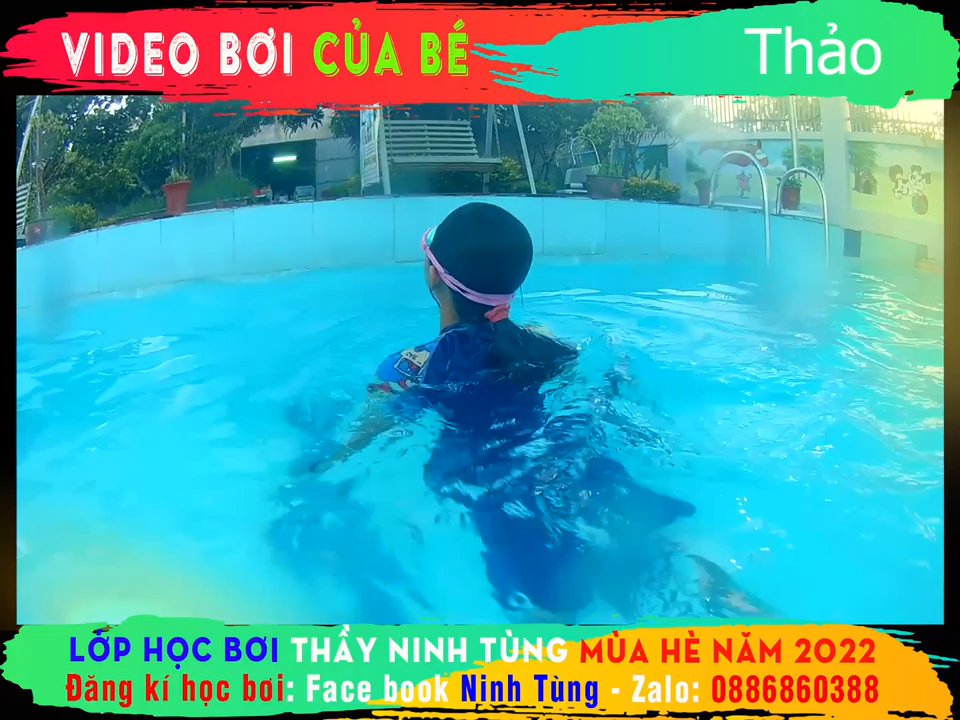 VIDEO BƠI CỦA BÉ
Thảo
LỚP HỌC BƠI THẦY NINH TÙNG MÙA HÈ NĂM 2022
Đăng kí học bơi: Face book Ninh Tùng - Zalo: 0886860388